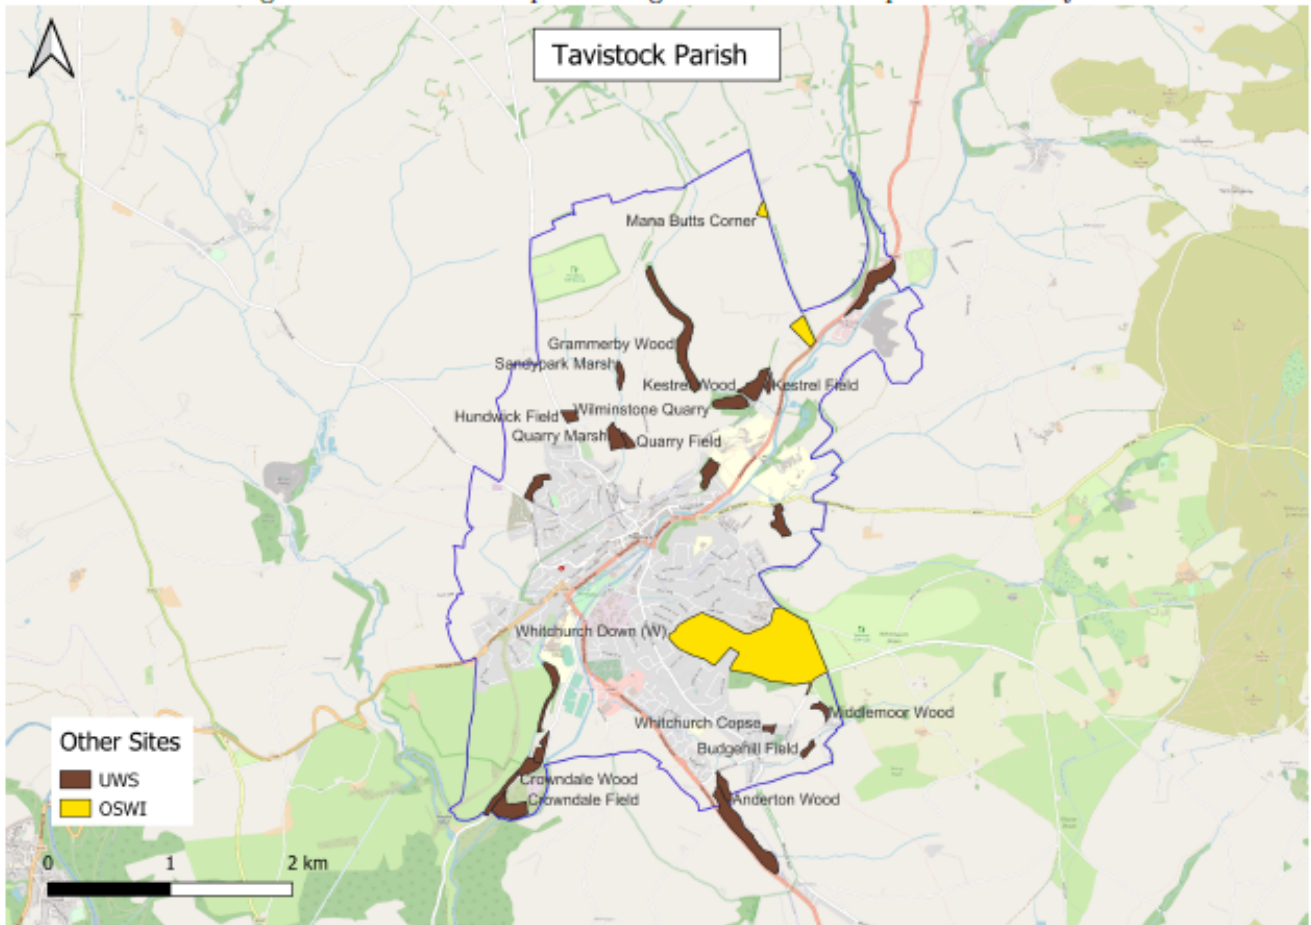 Tavistock Parish
Mana Butts Corner
Grammerby Wood
Sandypark Marsh
Kestrel Wood
Kestrel Field
Wilminstone Quarry
Hundwick Field
Quarry Marsh
Quarry Field
Whitchurch Down (W)
Middlemoor Wood
Whitchurch Copse
Budgehill Field
Crowndale Wood
Crowndale Field
Anderton Wood
Other Sites
UWS
OSWI
0 1 2 km